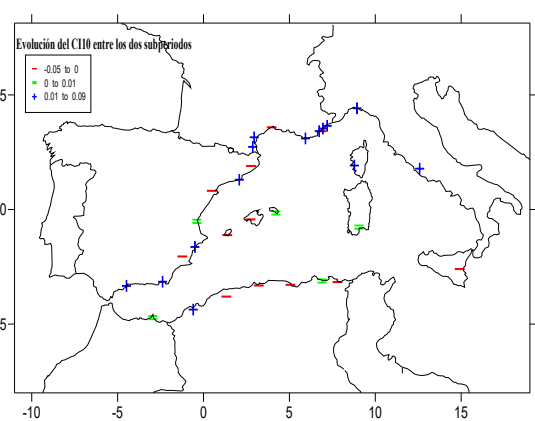 Evolución del CI10 entre los dos subperiodos
-0.05 to 0
0 to 0.01
0.01 to 0.09
5
0
5
-10 -5 0 5 10 15